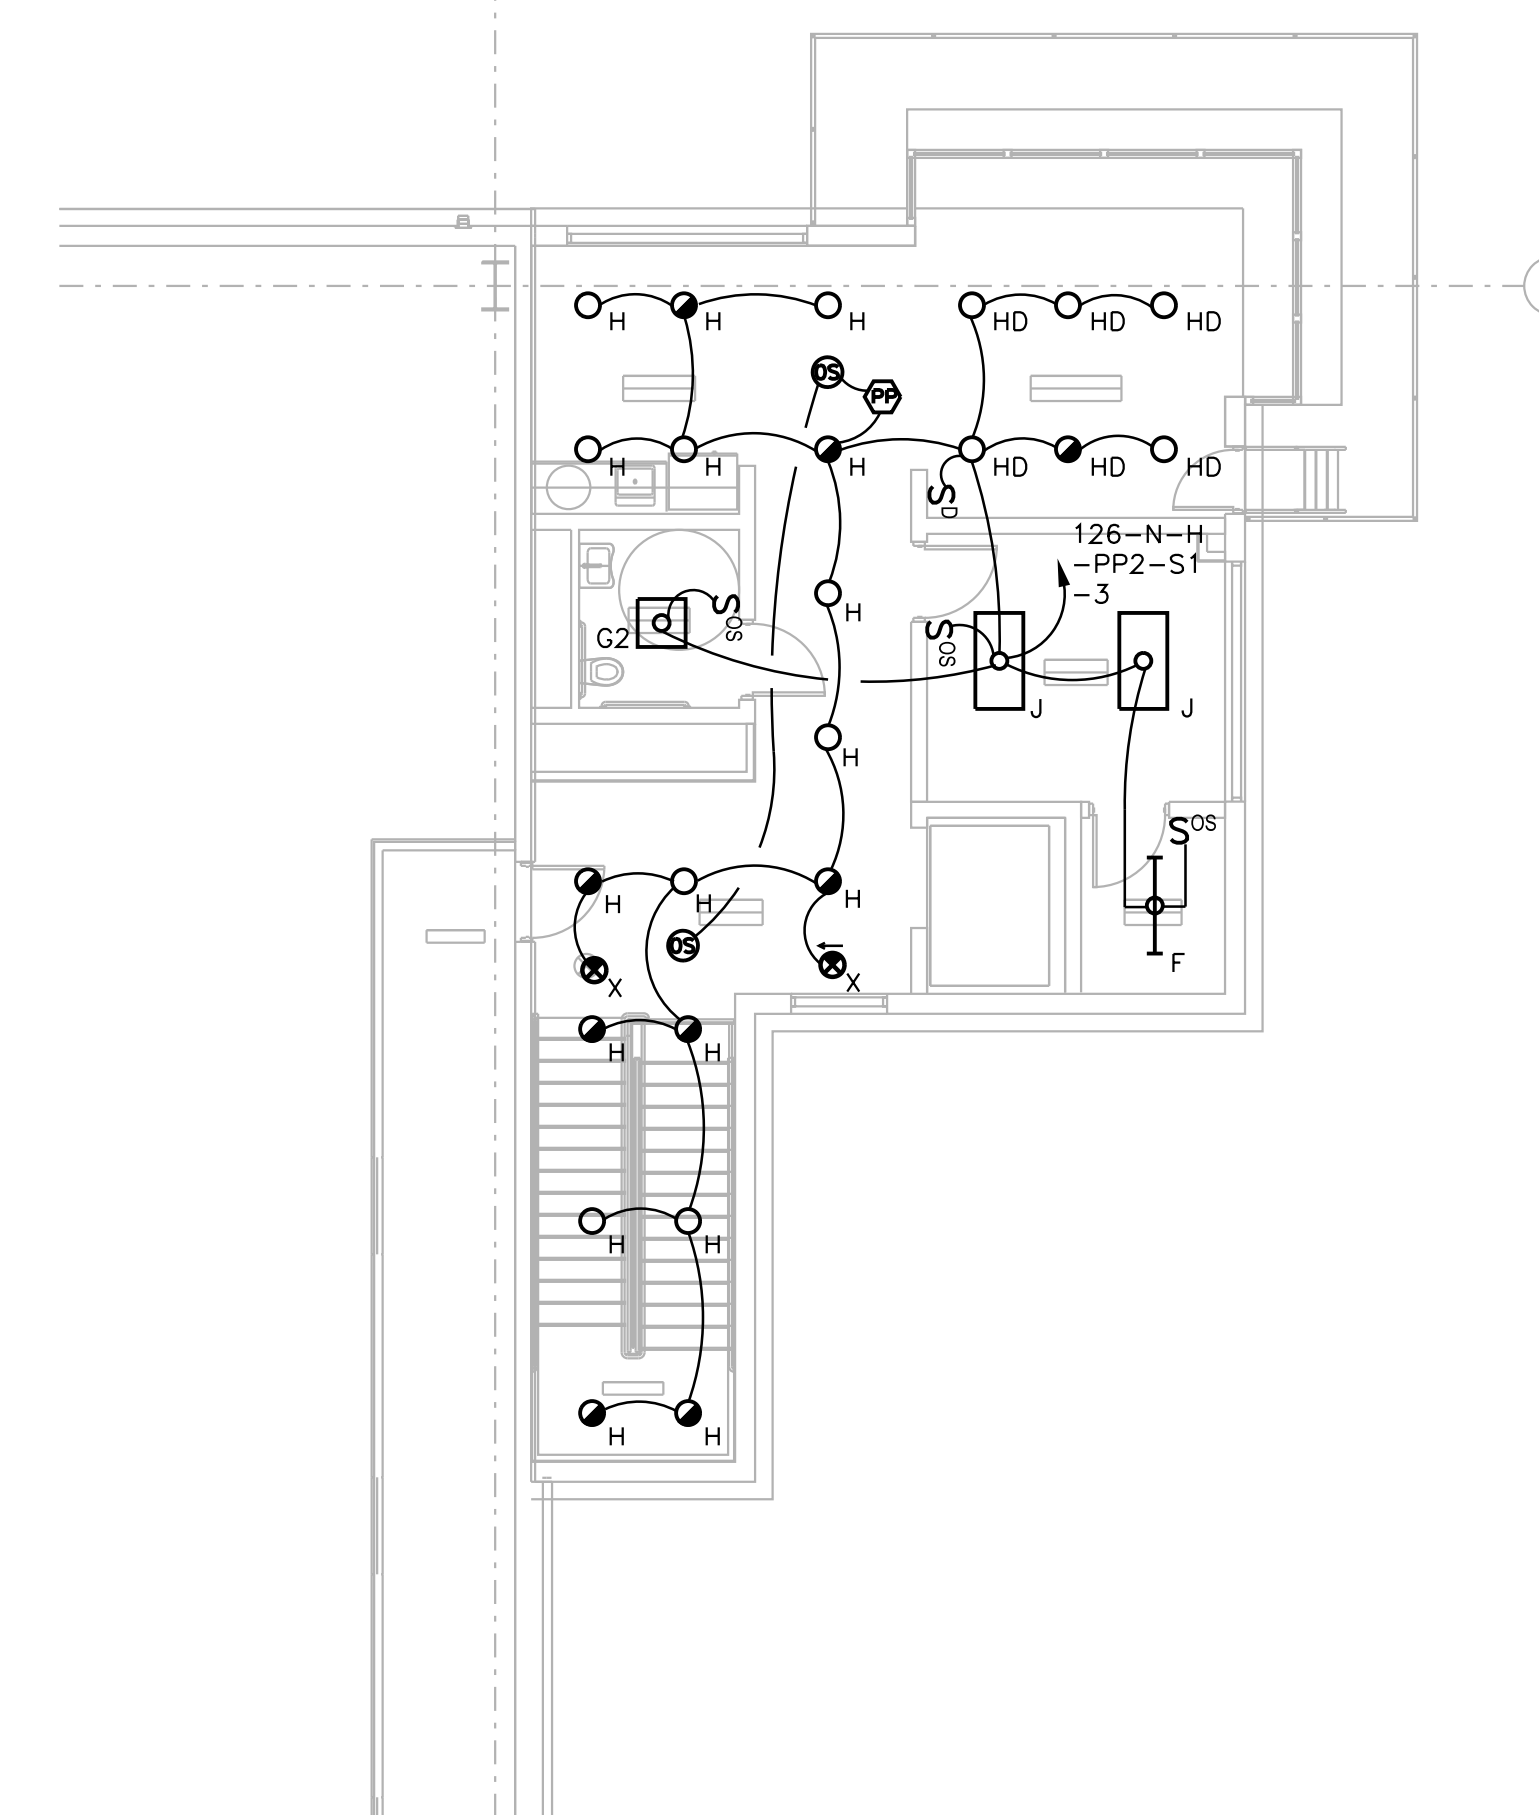 H H H HD HD HD
OS
PP
H H H HD HD HD
SD
126-N-H
-PP2-S1
-3
H
SOS
G2
SOS
J J
H
SOS
H H H
OS
F
X X
H H
H H
H H